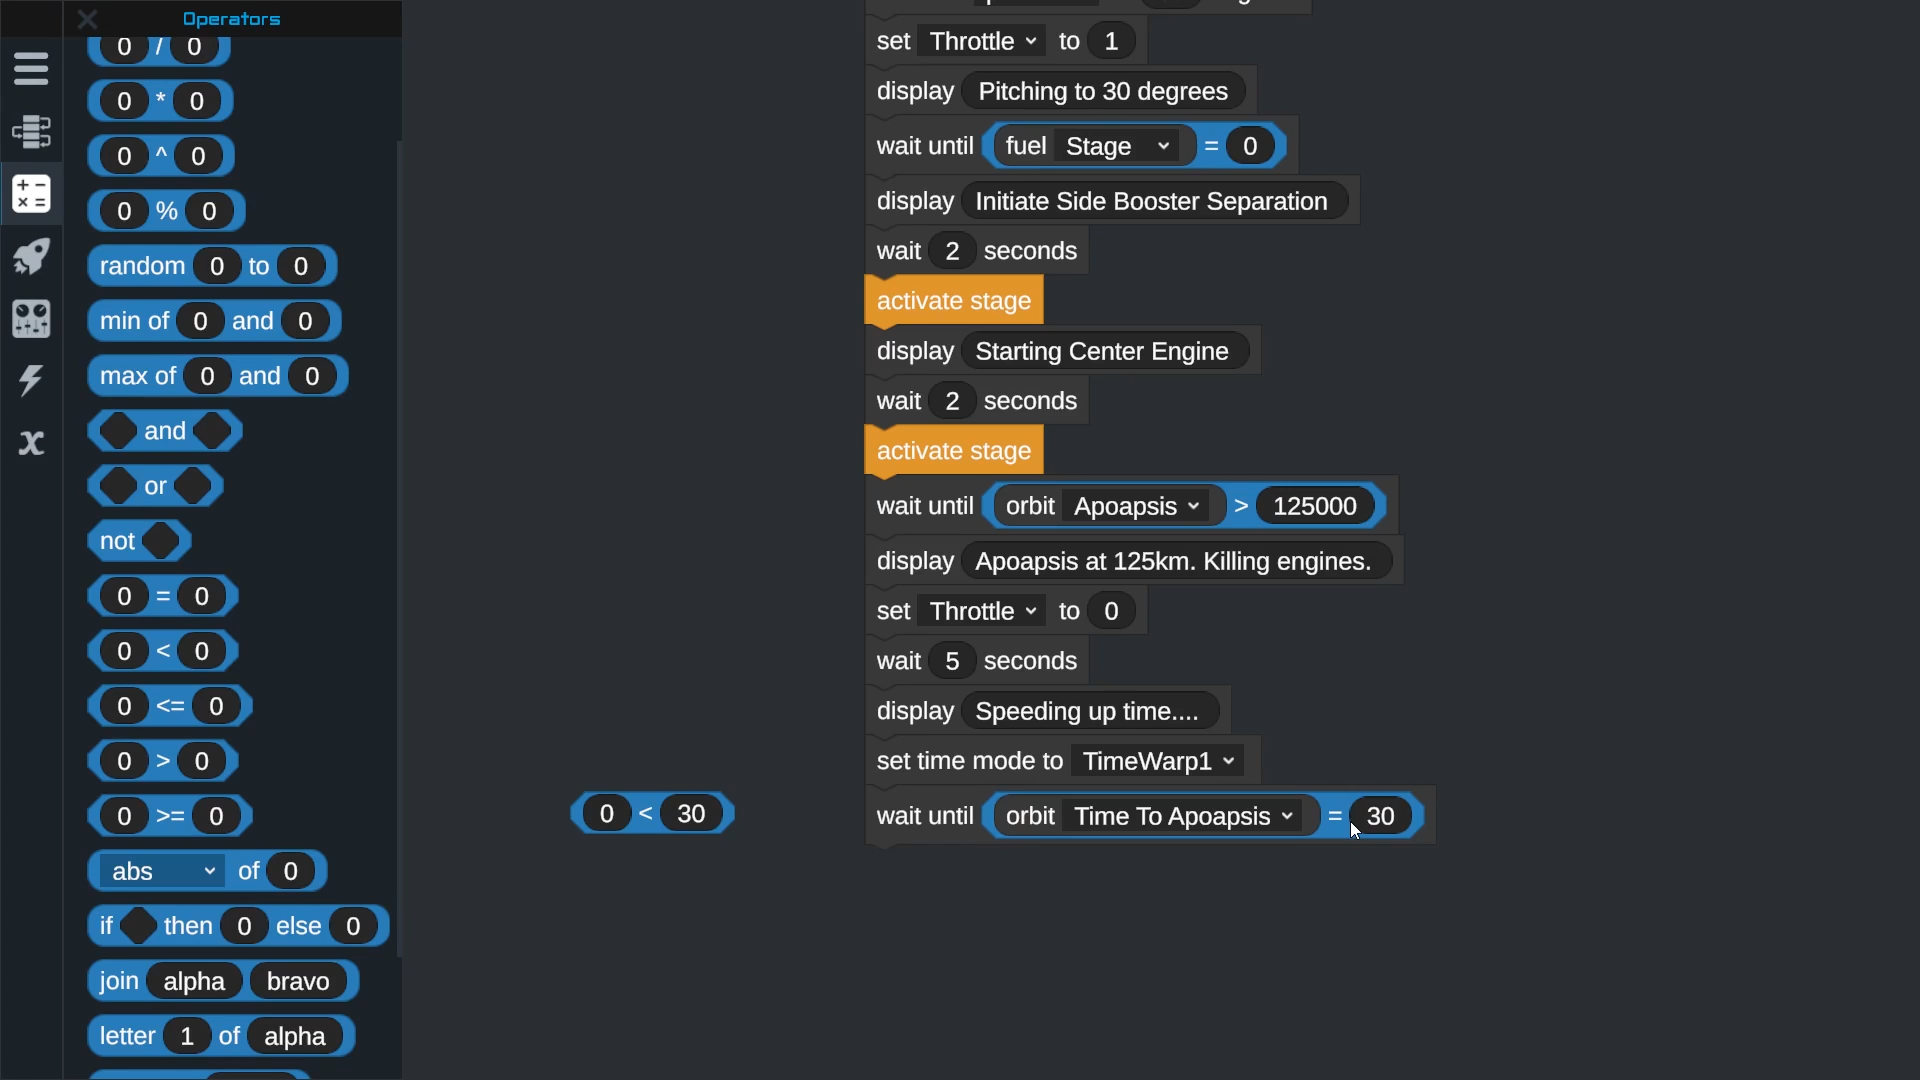 Operators
0 / 0
0 * 0
0 ^ 0
0 % 0
random 0 to 0
min of 0 and 0
max of 0 and 0
and
or
not
0 = 0
0 < 0
0 <= 0
0 > 0
0 >= 0
abs of 0
if then 0 else 0
join alpha bravo
letter 1 of alpha
x
0 < 30
set Throttle to 1
display Pitching to 30 degrees
wait until fuel Stage = 0
display Initiate Side Booster Separation
wait 2 seconds
activate stage
display Starting Center Engine
wait 2 seconds
activate stage
wait until orbit Apoapsis > 125000
display Apoapsis at 125km. Killing engines.
set Throttle to 0
wait 5 seconds
display Speeding up time....
set time mode to TimeWarp1
wait until orbit Time To Apoapsis = 30